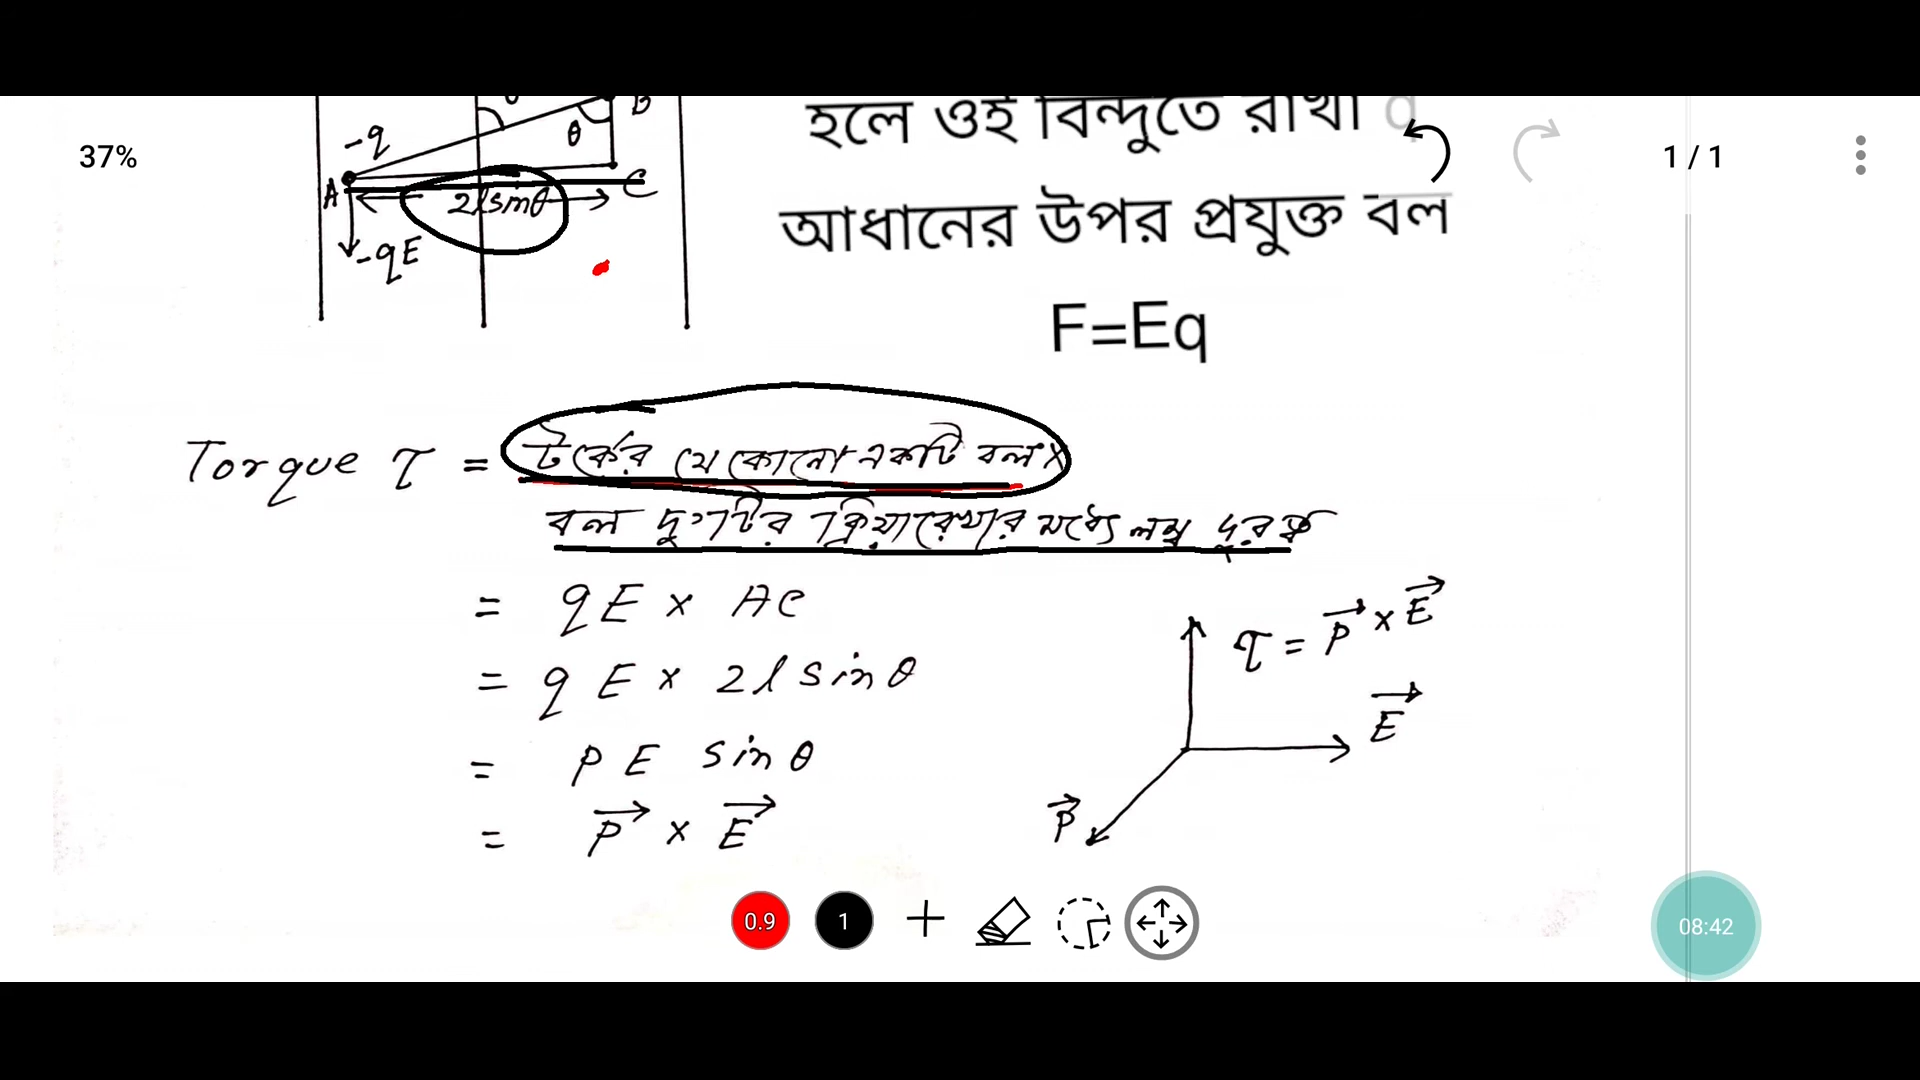 37%
-q
θ
B
A
C
2lsinθ
-qE
হলে ওই বিন্দুতে রাখা q
আধানের উপর প্রযুক্ত বল
F=Eq
1 / 1
Torque τ = টর্কের যে কোনো একটি বল ×
বল দু'টির ক্রিয়ারেখার মধ্যে লম্ব দূরত্ব
= qE × AC
= qE × 2l sinθ
= PE sinθ
= P⃗ × E⃗
τ = P⃗ × E⃗
E⃗
P⃗
0.9
1
08:42